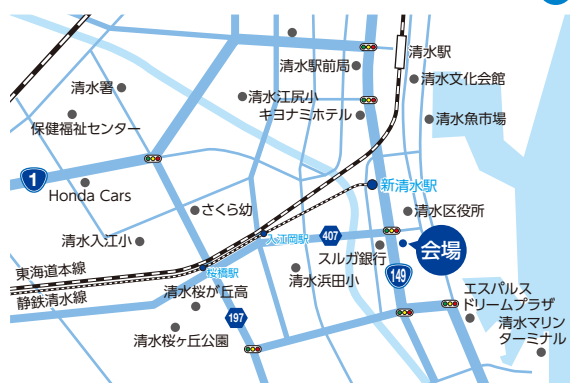 清水駅
清水駅前局
清水署
清水文化会館
清水江尻小
キヨナミホテル
保健福祉センター
清水魚市場
1
Honda Cars
新清水駅
さくら幼
清水区役所
407
入江岡駅
清水入江小
スルガ銀行
会場
東海道本線
桜橋駅
清水浜田小
149
静鉄清水線
清水桜が丘高
エスパルス
ドリームプラザ
197
清水桜ヶ丘公園
清水マリン
ターミナル